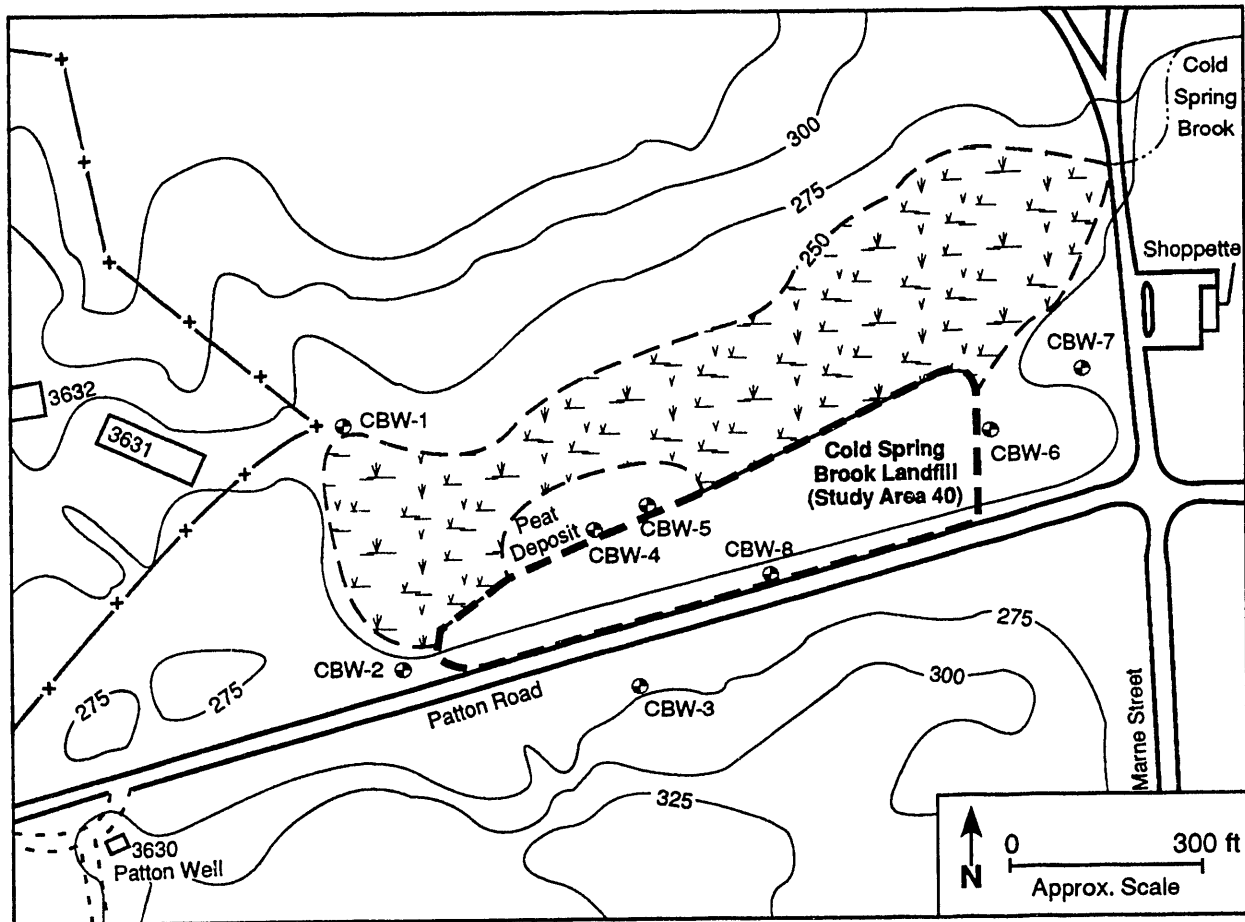 Cold
Spring
Brook
300
275
250
Shoppette
CBW-7
3632
3631
CBW-1
Cold Spring
Brook Landfill
(Study Area 40)
CBW-6
Peat
Deposit
CBW-5
CBW-4
CBW-8
CBW-2
275
275
Patton Road
CBW-3
275
300
325
Marne Street
3630
Patton Well
N
0 300 ft
Approx. Scale